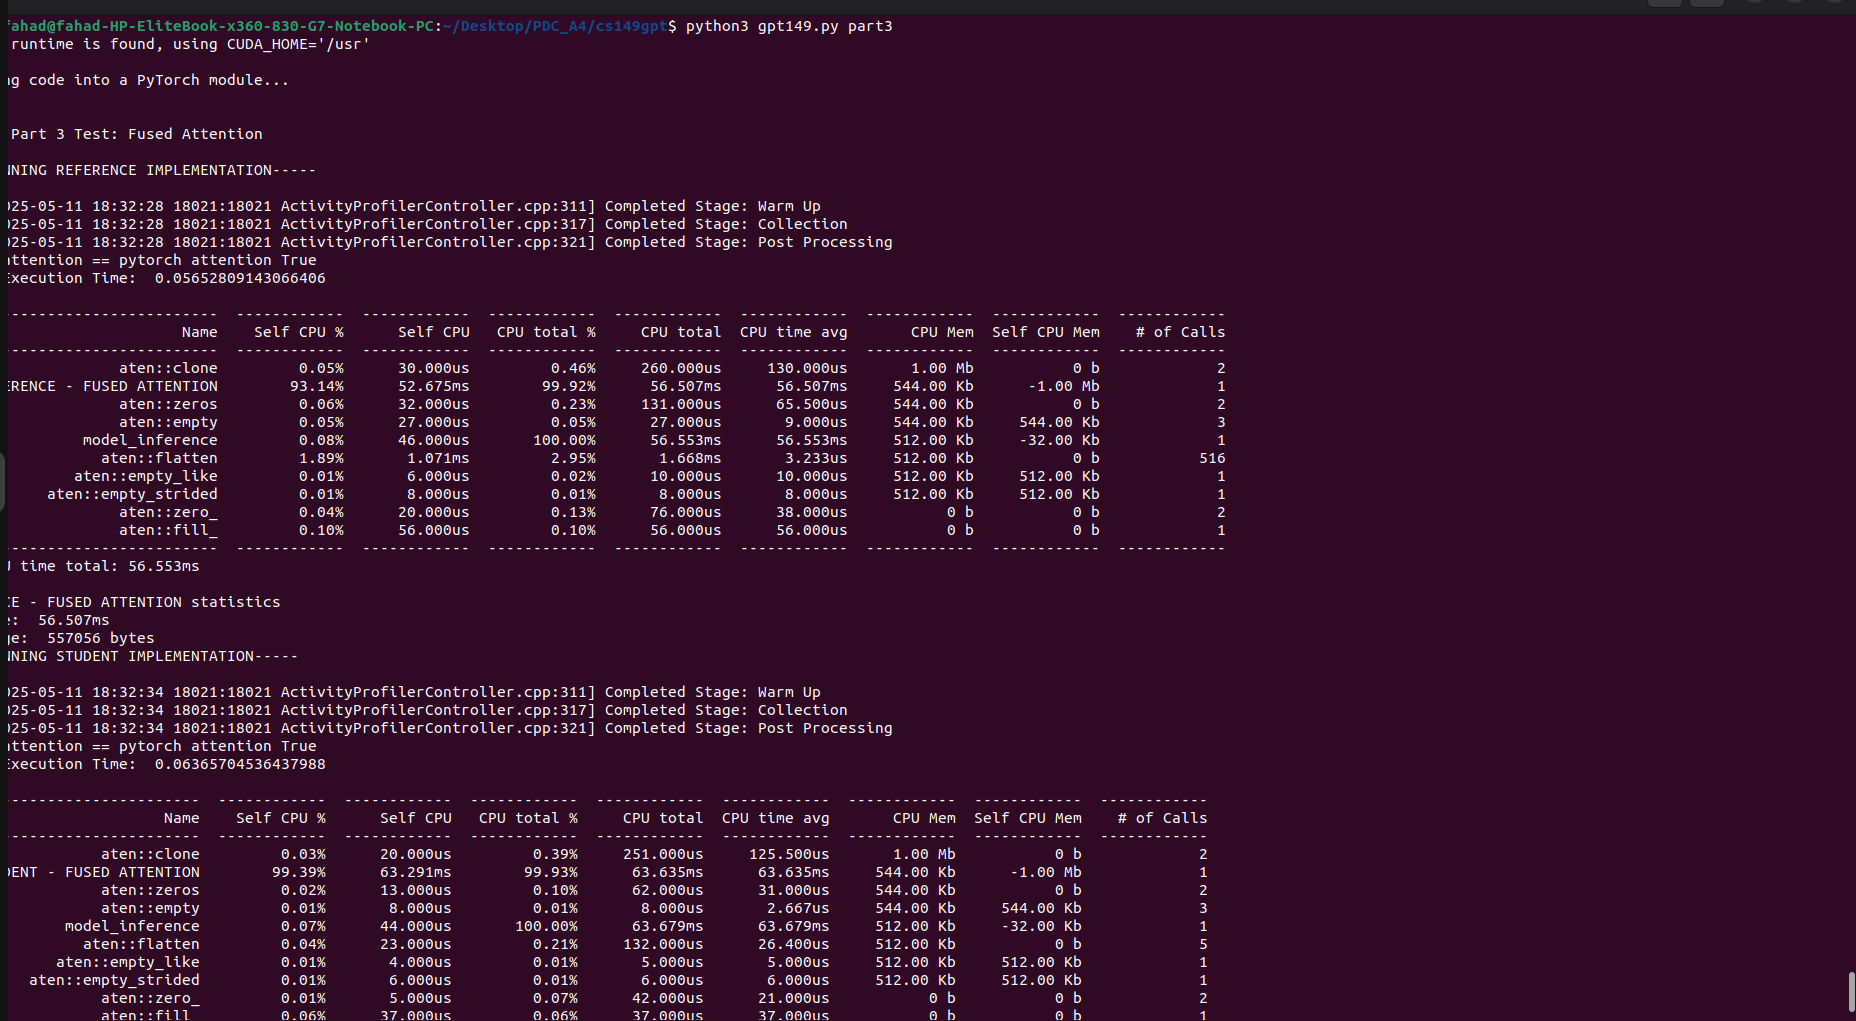 fahad@fahad-HP-EliteBook-x360-830-G7-Notebook-PC:~/Desktop/PDC_A4/cs149gpt$ python3 gpt149.py part3
runtime is found, using CUDA_HOME='/usr'
ng code into a PyTorch module...
Part 3 Test: Fused Attention
NNING REFERENCE IMPLEMENTATION-----
025-05-11 18:32:28 18021:18021 ActivityProfilerController.cpp:311] Completed Stage: Warm Up
025-05-11 18:32:28 18021:18021 ActivityProfilerController.cpp:317] Completed Stage: Collection
025-05-11 18:32:28 18021:18021 ActivityProfilerController.cpp:321] Completed Stage: Post Processing
attention == pytorch attention True
Execution Time:  0.05652809143066406
-----------------------  ------------  ------------  ------------  ------------  ------------  ------------  ------------  ------------
Name    Self CPU %      Self CPU   CPU total %     CPU total  CPU time avg       CPU Mem  Self CPU Mem    # of Calls
-----------------------  ------------  ------------  ------------  ------------  ------------  ------------  ------------  ------------
aten::clone         0.05%      30.000us         0.46%     260.000us     130.000us       1.00 Mb           0 b             2
ERENCE - FUSED ATTENTION        93.14%      52.675ms        99.92%      56.507ms      56.507ms     544.00 Kb      -1.00 Mb             1
aten::zeros         0.06%      32.000us         0.23%     131.000us      65.500us     544.00 Kb           0 b             2
aten::empty         0.05%      27.000us         0.05%      27.000us       9.000us     544.00 Kb     544.00 Kb             3
model_inference         0.08%      46.000us       100.00%      56.553ms      56.553ms     512.00 Kb     -32.00 Kb             1
aten::flatten         1.89%       1.071ms         2.95%       1.668ms       3.233us     512.00 Kb           0 b           516
aten::empty_like         0.01%       6.000us         0.02%      10.000us      10.000us     512.00 Kb     512.00 Kb             1
aten::empty_strided         0.01%       8.000us         0.01%       8.000us       8.000us     512.00 Kb     512.00 Kb             1
aten::zero_         0.04%      20.000us         0.13%      76.000us      38.000us           0 b           0 b             2
aten::fill_         0.10%      56.000us         0.10%      56.000us      56.000us           0 b           0 b             1
-----------------------  ------------  ------------  ------------  ------------  ------------  ------------  ------------  ------------
U time total: 56.553ms
CE - FUSED ATTENTION statistics
e:  56.507ms
ge:  557056 bytes
NNING STUDENT IMPLEMENTATION-----
025-05-11 18:32:34 18021:18021 ActivityProfilerController.cpp:311] Completed Stage: Warm Up
025-05-11 18:32:34 18021:18021 ActivityProfilerController.cpp:317] Completed Stage: Collection
025-05-11 18:32:34 18021:18021 ActivityProfilerController.cpp:321] Completed Stage: Post Processing
attention == pytorch attention True
Execution Time:  0.06365704536437988
---------------------  ------------  ------------  ------------  ------------  ------------  ------------  ------------  ------------
Name    Self CPU %      Self CPU   CPU total %     CPU total  CPU time avg       CPU Mem  Self CPU Mem    # of Calls
---------------------  ------------  ------------  ------------  ------------  ------------  ------------  ------------  ------------
aten::clone         0.03%      20.000us         0.39%     251.000us     125.500us       1.00 Mb           0 b             2
DENT - FUSED ATTENTION        99.39%      63.291ms        99.93%      63.635ms      63.635ms     544.00 Kb      -1.00 Mb             1
aten::zeros         0.02%      13.000us         0.10%      62.000us      31.000us     544.00 Kb           0 b             2
aten::empty         0.01%       8.000us         0.01%       8.000us       2.667us     544.00 Kb     544.00 Kb             3
model_inference         0.07%      44.000us       100.00%      63.679ms      63.679ms     512.00 Kb     -32.00 Kb             1
aten::flatten         0.04%      23.000us         0.21%     132.000us      26.400us     512.00 Kb           0 b             5
aten::empty_like         0.01%       4.000us         0.01%       5.000us       5.000us     512.00 Kb     512.00 Kb             1
aten::empty_strided         0.01%       6.000us         0.01%       6.000us       6.000us     512.00 Kb     512.00 Kb             1
aten::zero_         0.01%       5.000us         0.07%      42.000us      21.000us           0 b           0 b             2
aten::fill_         0.06%      37.000us         0.06%      37.000us      37.000us           0 b           0 b             1